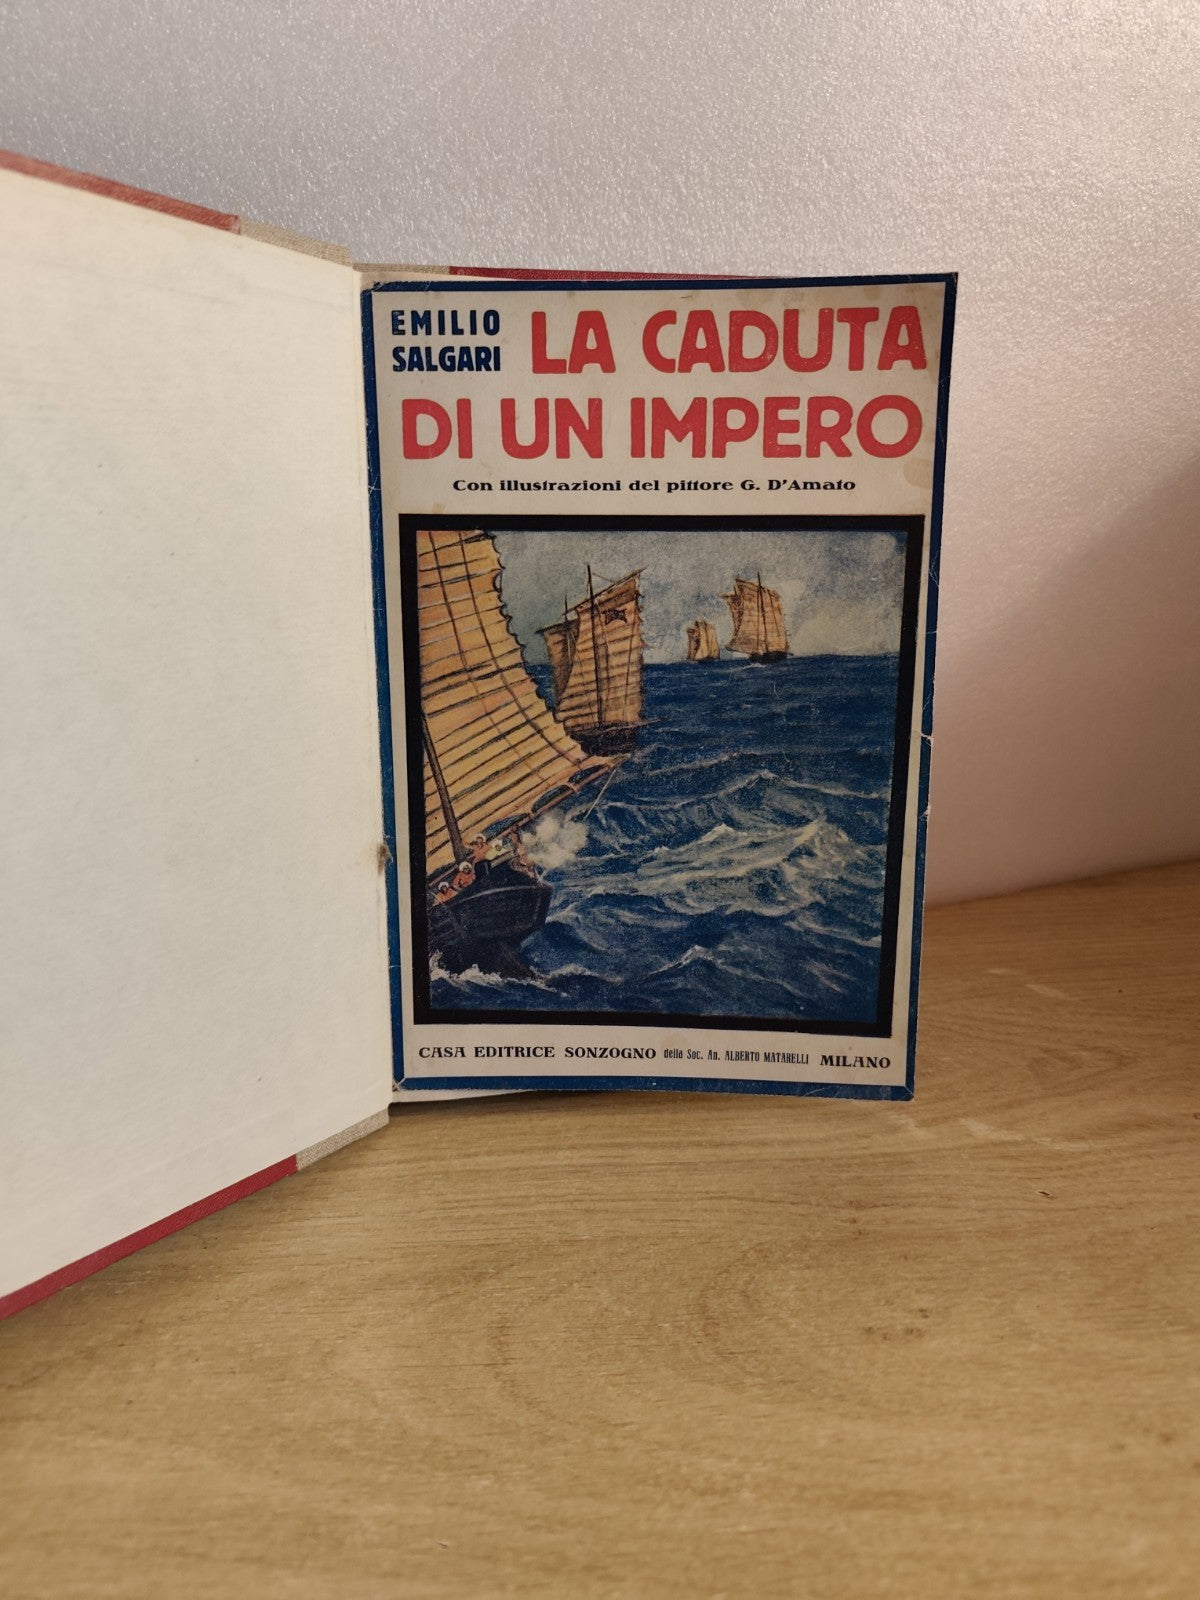 EMILIO
SALGARI
LA CADUTA
DI UN IMPERO
Con illustrazioni del pittore G. D'Amato
CASA EDITRICE SONZOGNO della Soc. An. ALBERTO MATARELLI MILANO